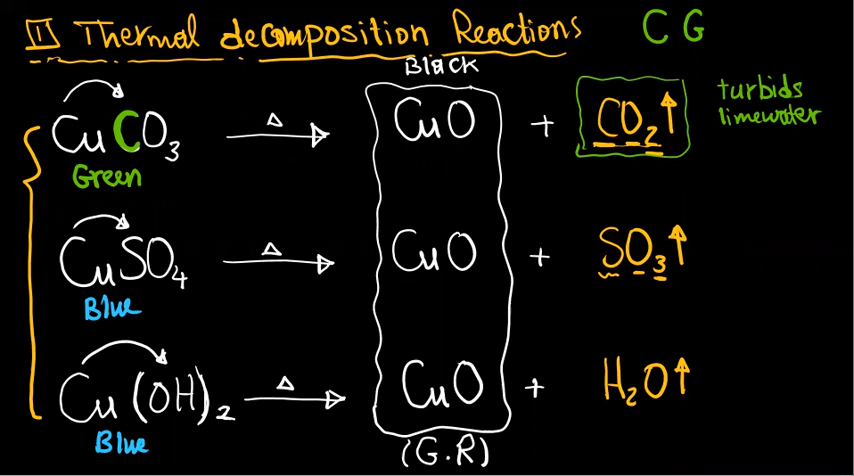 II Thermal decomposition Reactions C G
Black
CuCO₃ Δ CuO + CO₂↑ turbids
limewater
Green
CuSO₄ Δ CuO + SO₃↑
Blue
Cu(OH)₂ Δ CuO + H₂O↑
Blue
(G.R)